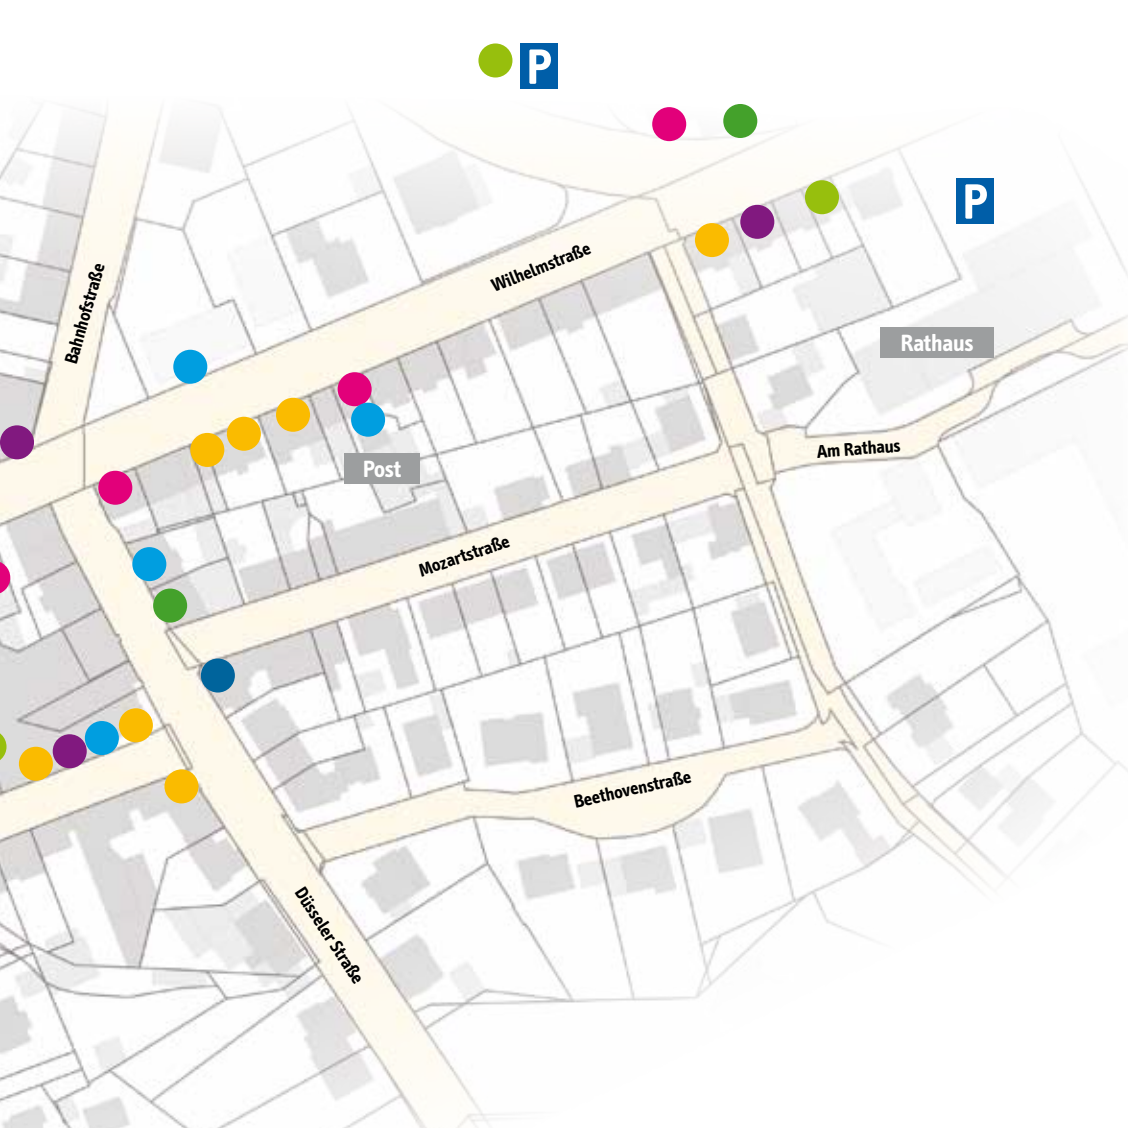 P
P
Wilhelmstraße
Bahnhofstraße
Rathaus
Am Rathaus
Post
Mozartstraße
Beethovenstraße
Düsseler Straße